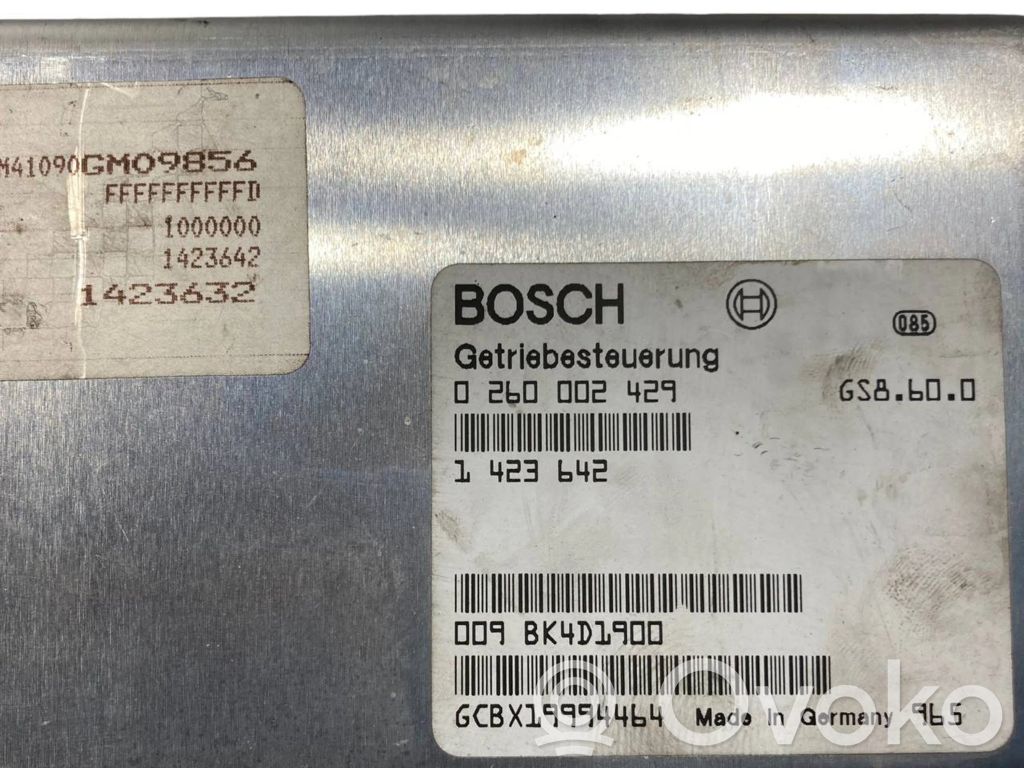 M41090GM09856
FFFFFFFFFFFD
1000000
1423642
1423632
BOSCH
085
Getriebesteuerung
0 260 002 429
GS8.60.0
1 423 642
009 BK4D1900
GCBX19994464 Made In Germany 965
Ovoko